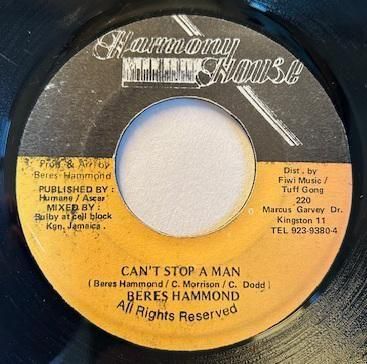 Harmony
House
Prod. & Arr. by
Beres Hammond
PUBLISHED BY:
Humane / Ascar
MIXED BY:
Bulby at cell block
Kgn. Jamaica.
Dist. by
Fiwi Music /
Tuff Gong
220
Marcus Garvey Dr.
Kingston 11
TEL 923-9380-4
CAN'T STOP A MAN
( Beres Hammond / C. Morrison / C. Dodd )
BERES HAMMOND
All Rights Reserved